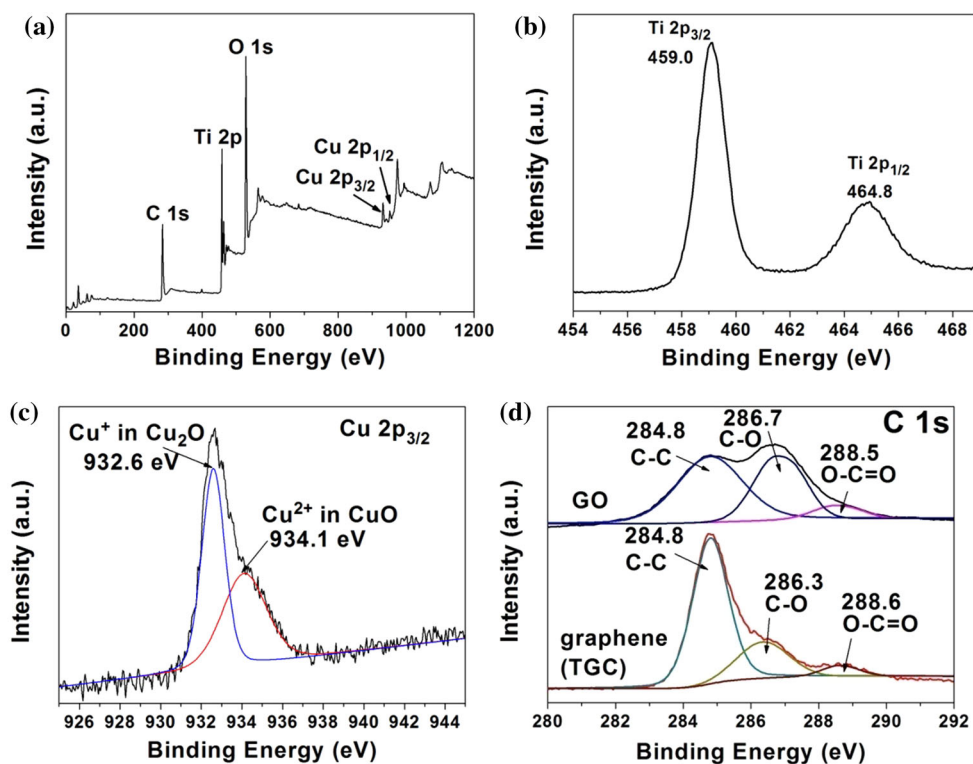 (a)
O 1s
Ti 2p
C 1s
Cu 2p1/2
Cu 2p3/2
Intensity (a.u.)
0 200 400 600 800 1000 1200
Binding Energy (eV)
(b)
Ti 2p3/2
459.0
Ti 2p1/2
464.8
Intensity (a.u.)
454 456 458 460 462 464 466 468
Binding Energy (eV)
(c)
Cu 2p3/2
Cu+ in Cu2O
932.6 eV
Cu2+ in CuO
934.1 eV
Intensity (a.u.)
926 928 930 932 934 936 938 940 942 944
Binding Energy (eV)
(d)
C 1s
284.8
C-C
286.7
C-O
288.5
O-C=O
GO
284.8
C-C
286.3
C-O
288.6
O-C=O
graphene
(TGC)
Intensity (a.u.)
280 282 284 286 288 290 292
Binding Energy (eV)